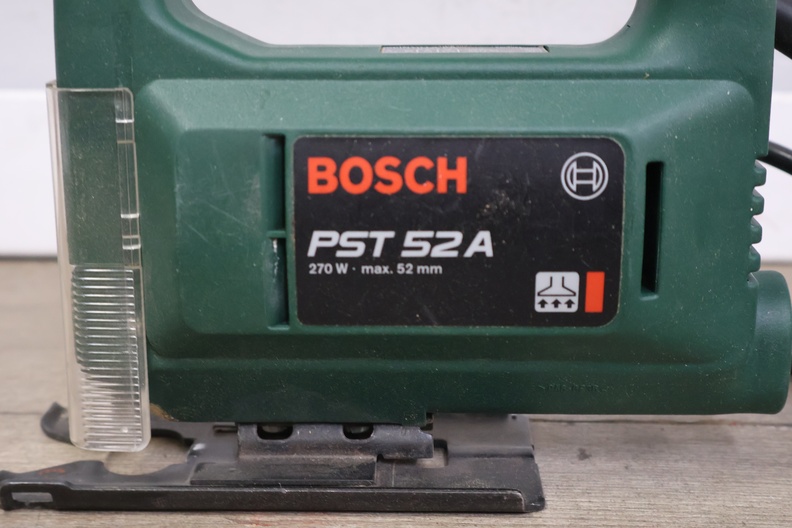 BOSCH
PST 52 A
270 W · max. 52 mm